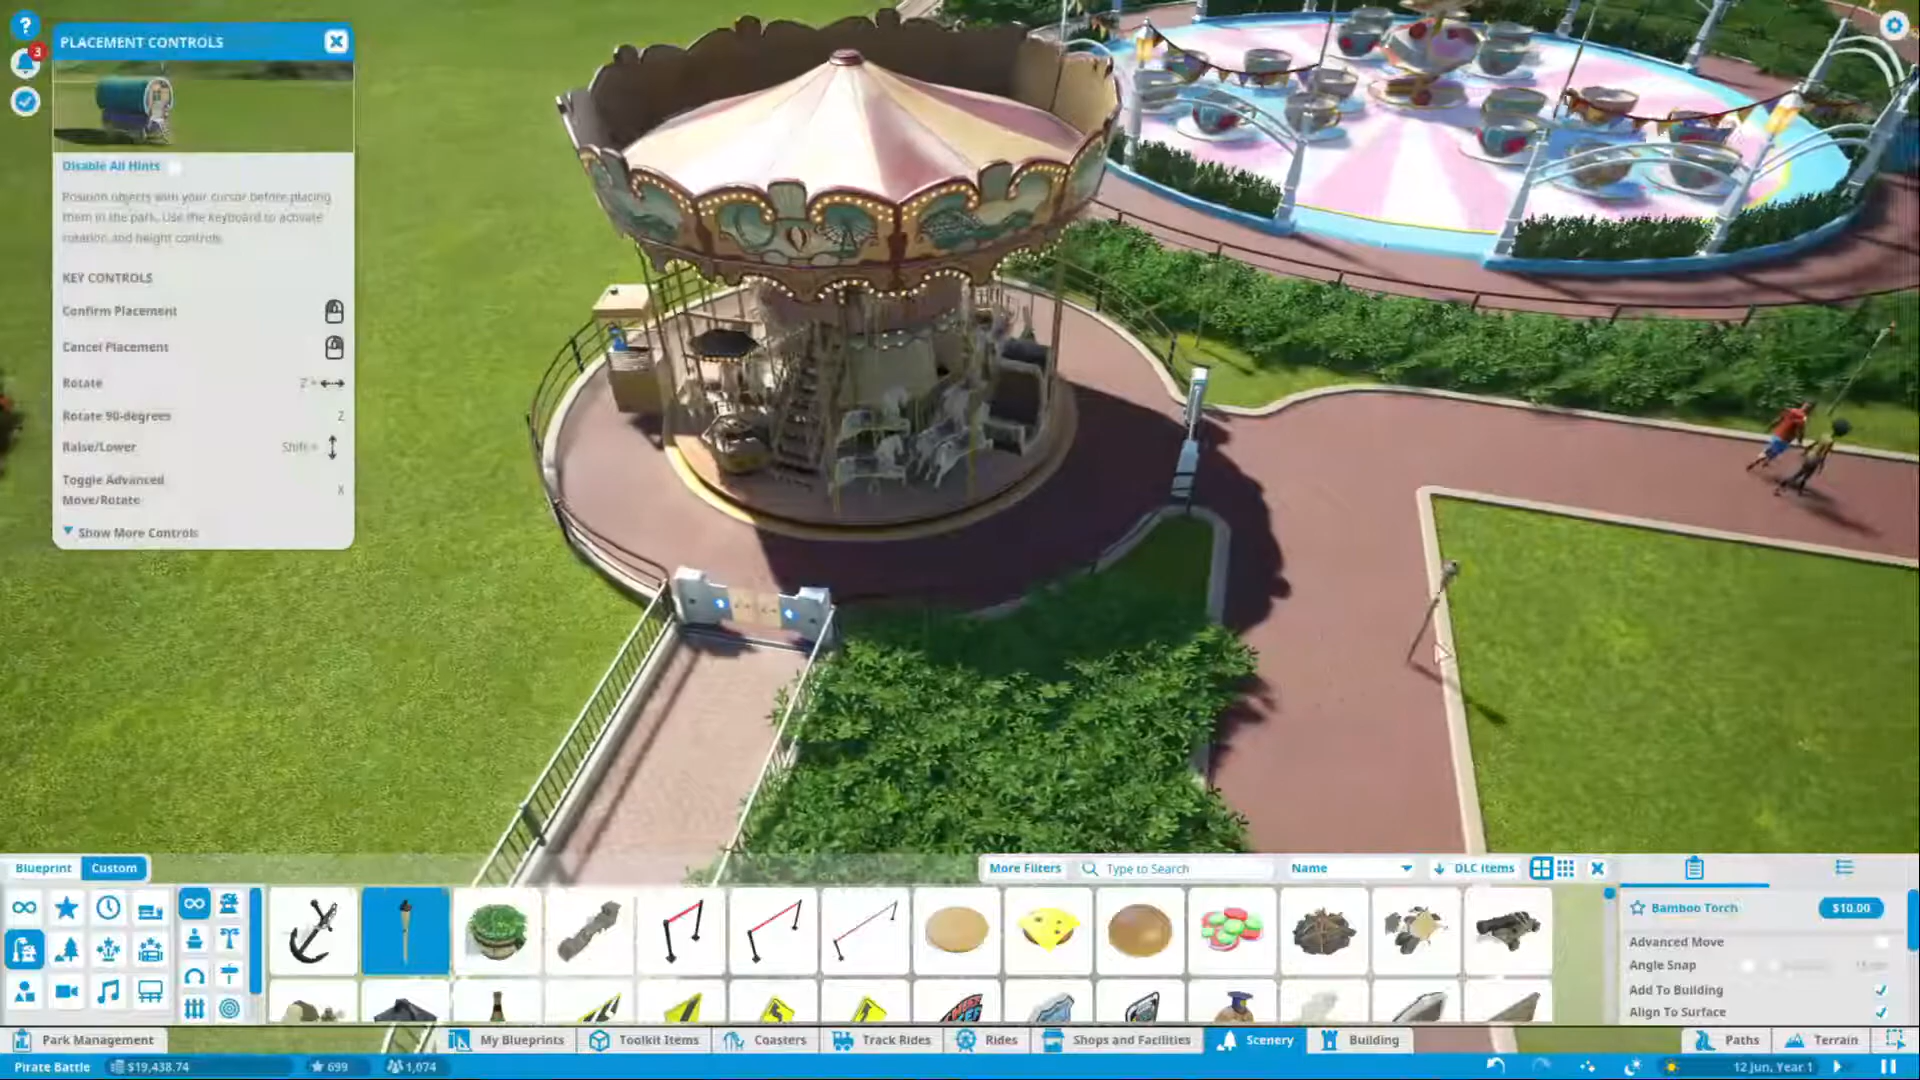 ?
3
PLACEMENT CONTROLS
Disable All Hints
Position objects with your cursor before placing
them in the park. Use the keyboard to activate
rotation and height controls.
KEY CONTROLS
Confirm Placement
Cancel Placement
Rotate Z +
Rotate 90-degrees Z
Raise/Lower Shift +
Toggle Advanced
Move/Rotate X
Show More Controls
Blueprint Custom
More Filters Type to Search Name DLC Items
Bamboo Torch $10.00
Advanced Move
Angle Snap
Add To Building
Align To Surface
Park Management My Blueprints Toolkit Items Coasters Track Rides Rides Shops and Facilities Scenery Building Paths Terrain
Pirate Battle $19,438.74 699 1,074 12 Jun, Year 1